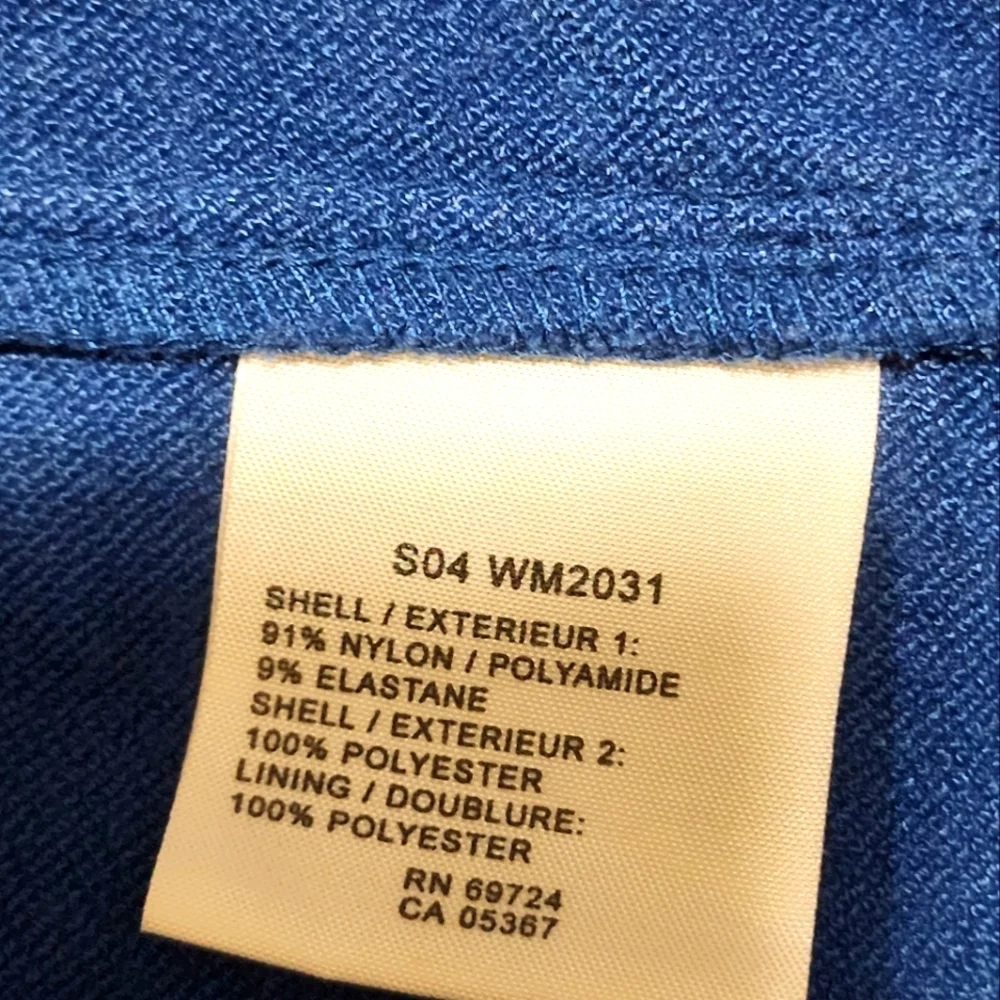 S04 WM2031
SHELL / EXTERIEUR 1:
91% NYLON / POLYAMIDE
9% ELASTANE
SHELL / EXTERIEUR 2:
100% POLYESTER
LINING / DOUBLURE:
100% POLYESTER
RN 69724
CA 05367